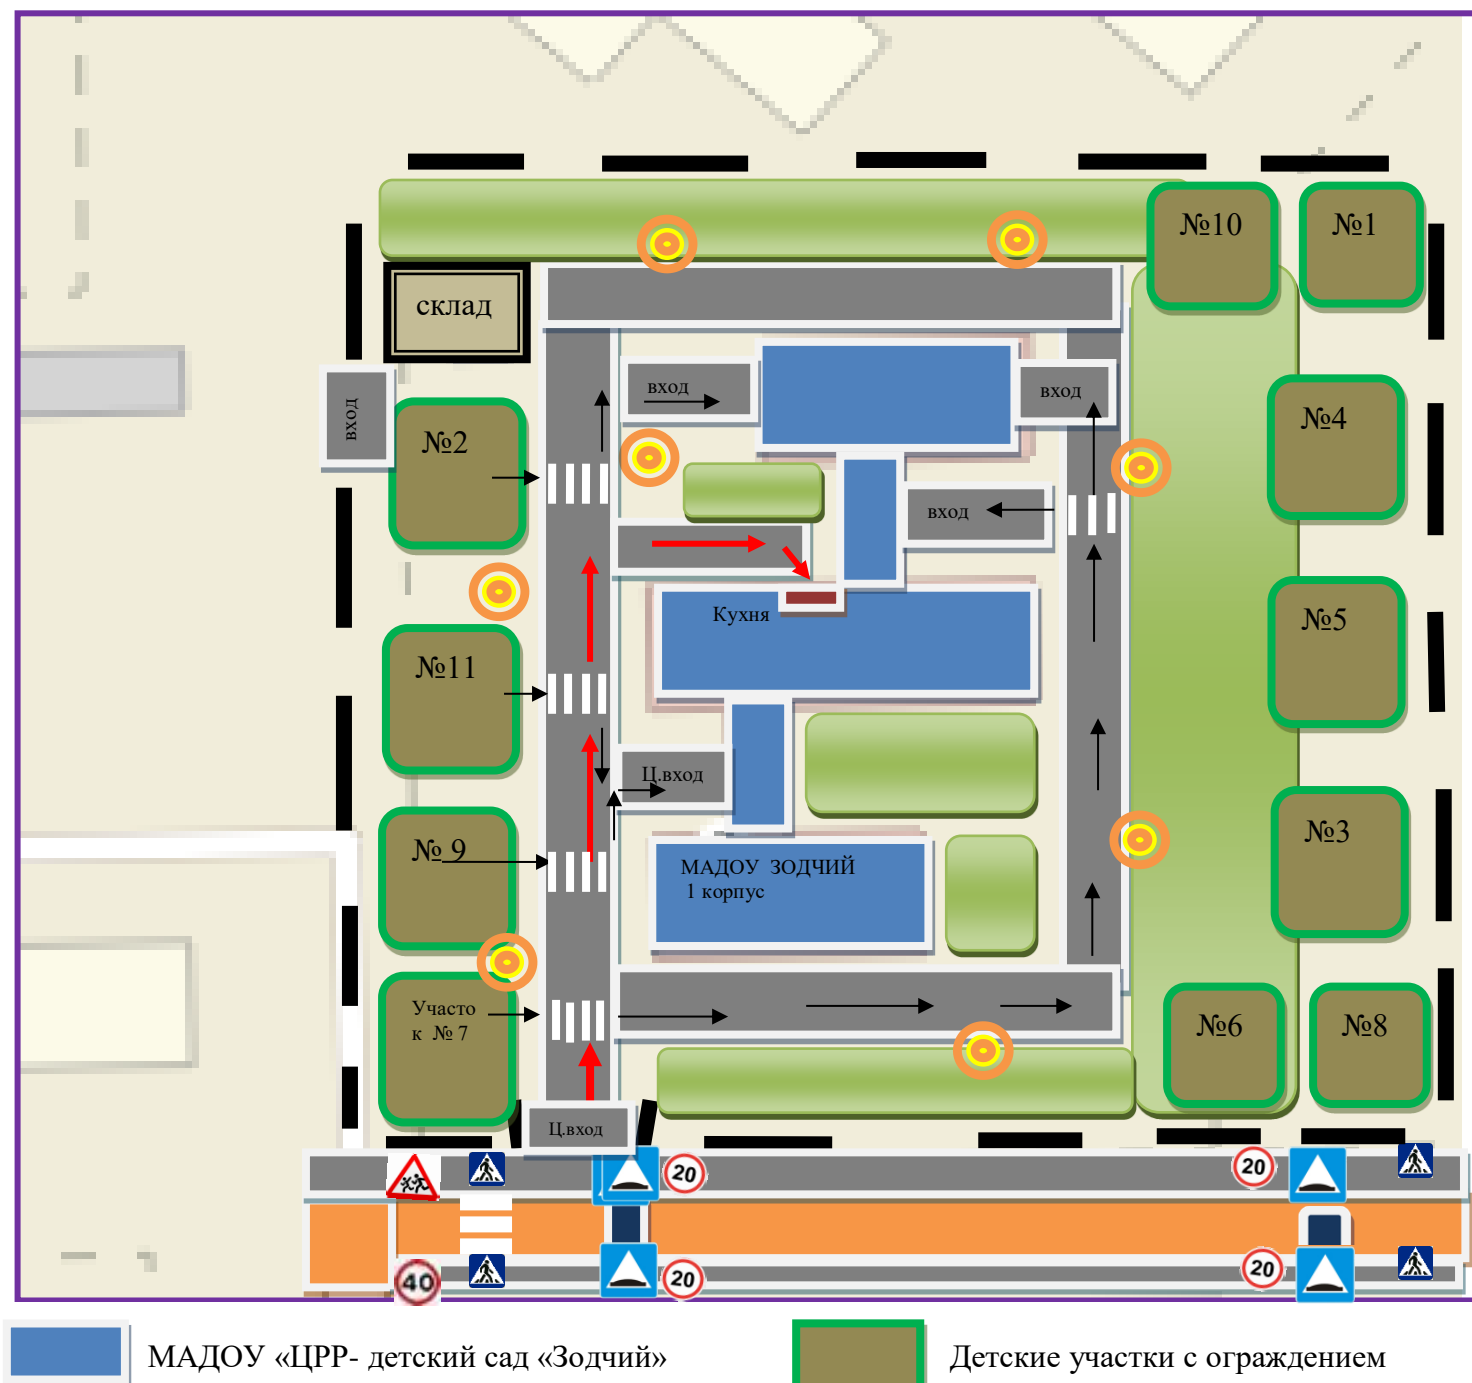 №10
№1
склад
вход
вход
вход
№2
№4
вход
Кухня
№5
№11
Ц.вход
№ 9
МАДОУ ЗОДЧИЙ
1 корпус
№3
Участо
к № 7
№6
№8
Ц.вход
20
20
40
20
20
МАДОУ «ЦРР- детский сад «Зодчий»
Детские участки с ограждением